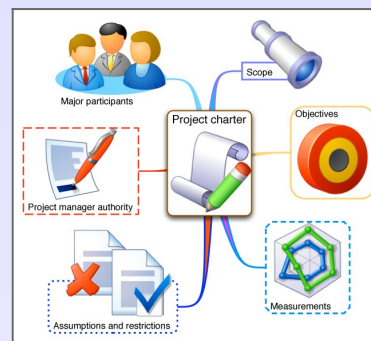 Major participants
Scope
Project charter
Objectives
Project manager authority
Assumptions and restrictions
Measurements